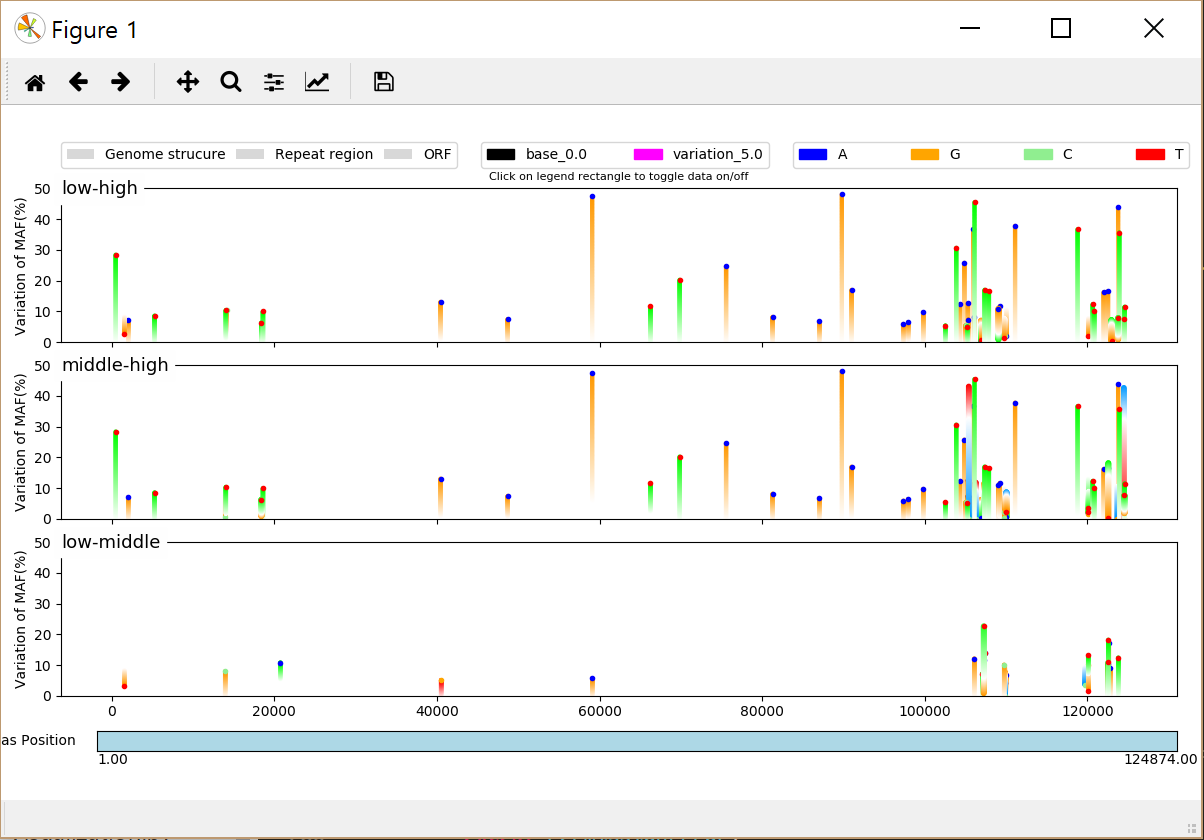 Figure 1
Genome strucure Repeat region ORF base_0.0 variation_5.0 A G C T
Click on legend rectangle to toggle data on/off
low-high
Variation of MAF(%)
50
40
30
20
10
0
middle-high
Variation of MAF(%)
50
40
30
20
10
0
low-middle
Variation of MAF(%)
50
40
30
20
10
0
0 20000 40000 60000 80000 100000 120000
as Position
1.00 124874.00